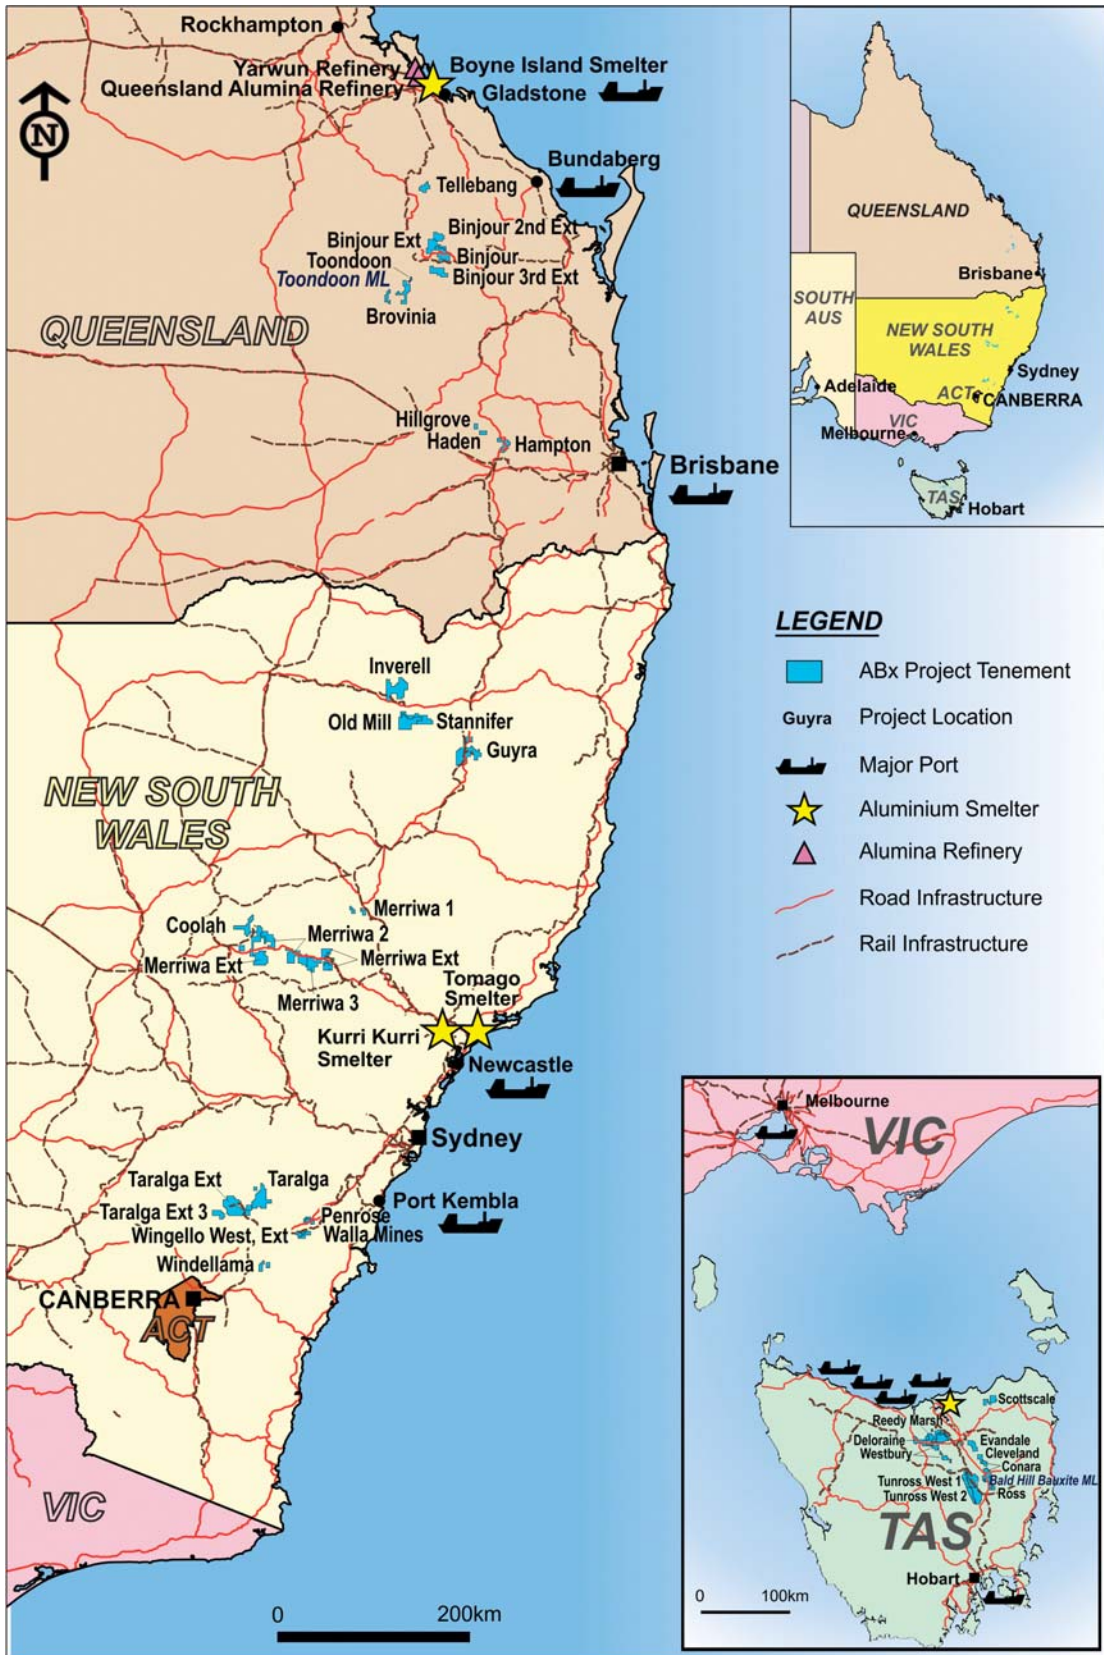 Rockhampton
Yarwun Refinery
Queensland Alumina Refinery
Boyne Island Smelter
Gladstone
N
Bundaberg
Tellebang
Binjour 2nd Ext
Binjour Ext
Binjour
Toondoon
Toondoon ML
Binjour 3rd Ext
Brovinia
QUEENSLAND
Hillgrove
Haden
Hampton
Brisbane
Inverell
Old Mill
Stannifer
Guyra
NEW SOUTH
WALES
Merriwa 1
Coolah
Merriwa 2
Merriwa Ext
Merriwa Ext
Merriwa 3
Tomago
Smelter
Kurri Kurri
Smelter
Newcastle
Sydney
Taralga Ext
Taralga
Taralga Ext 3
Port Kembla
Penrose
Wingello West, Ext
Walla Mines
Windellama
CANBERRA
ACT
VIC
0
200km
QUEENSLAND
Brisbane
SOUTH
AUS
NEW SOUTH
WALES
Sydney
Adelaide
ACT
CANBERRA
VIC
Melbourne
TAS
Hobart
LEGEND
ABx Project Tenement
Guyra
Project Location
Major Port
Aluminium Smelter
Alumina Refinery
Road Infrastructure
Rail Infrastructure
Melbourne
VIC
Scottscale
Reedy Marsh
Deloraine
Westbury
Evandale
Cleveland
Conara
Tunross West 1
Bald Hill Bauxite ML
Tunross West 2
Ross
TAS
Hobart
0
100km